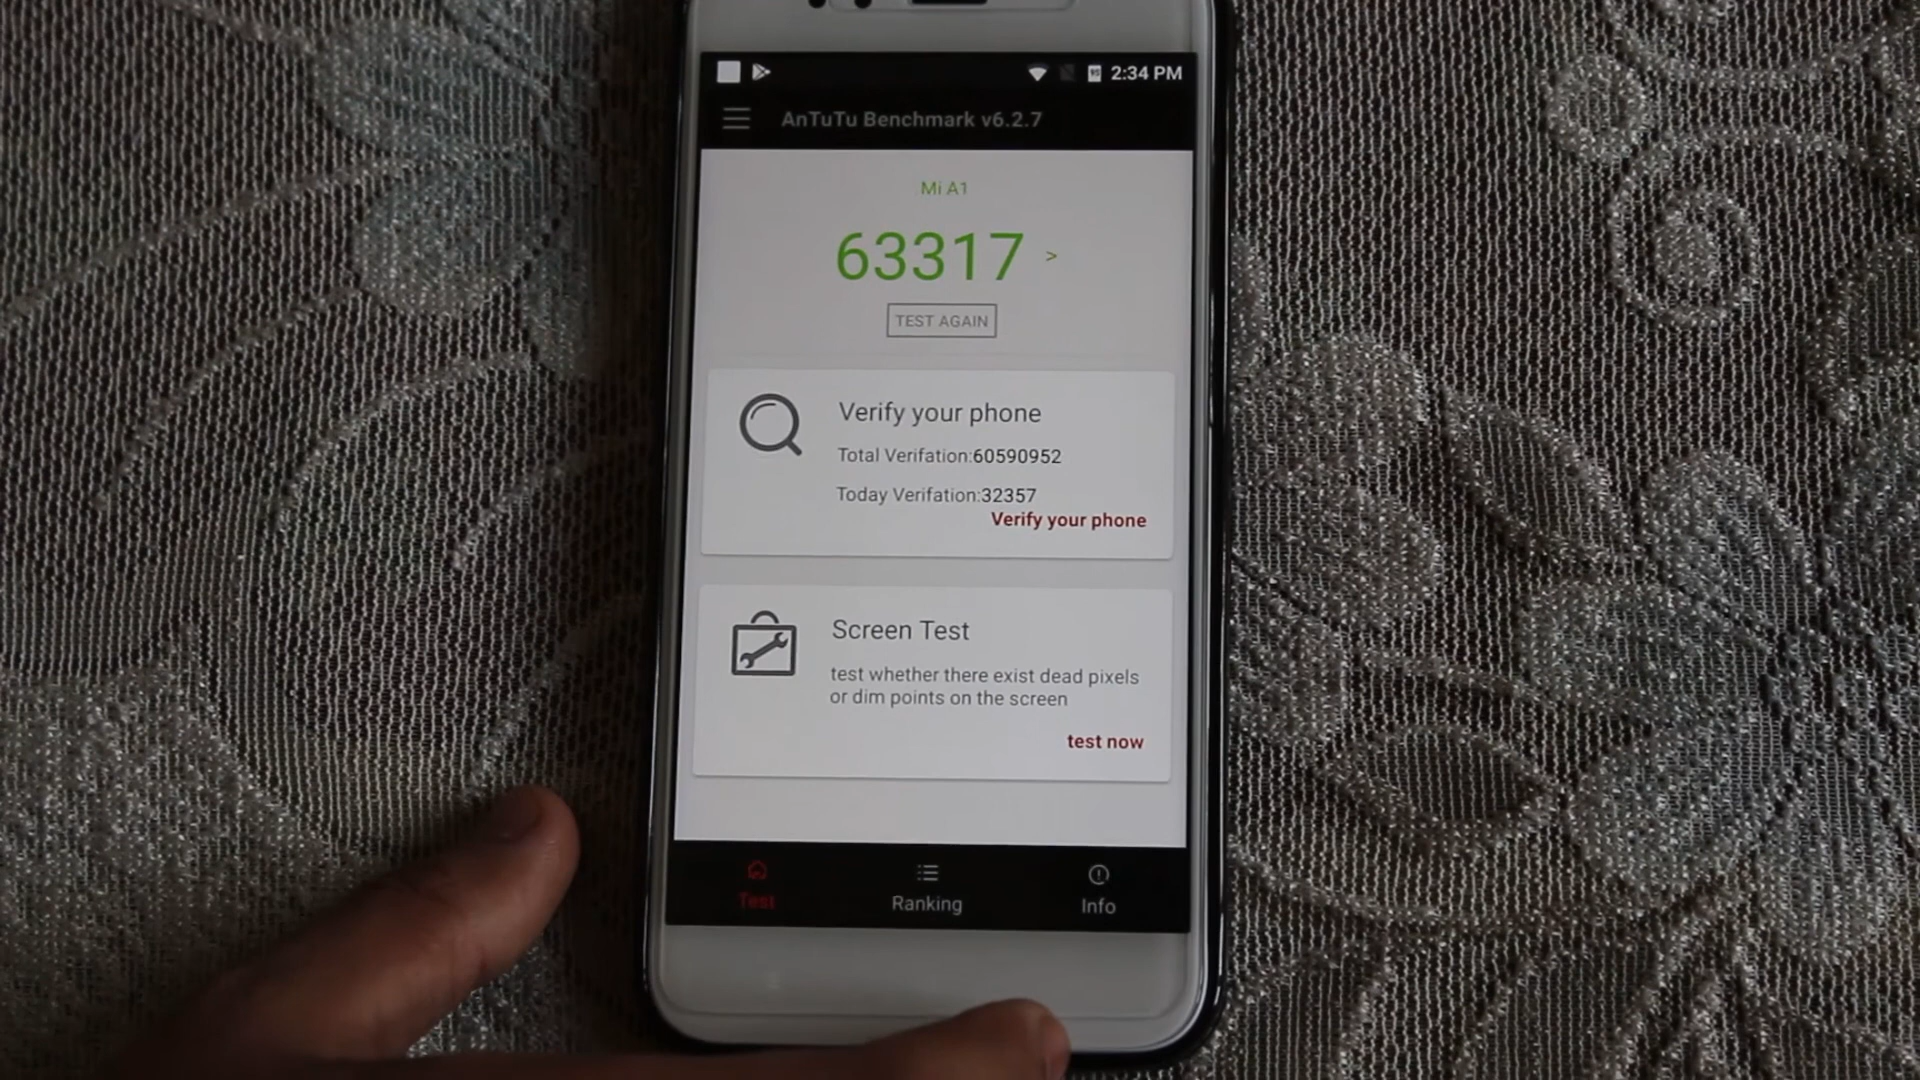 2:34 PM
AnTuTu Benchmark v6.2.7
Mi A1
63317 >
TEST AGAIN
Verify your phone
Total Verifation:60590952
Today Verifation:32357
Verify your phone
Screen Test
test whether there exist dead pixels
or dim points on the screen
test now
Test
Ranking
Info